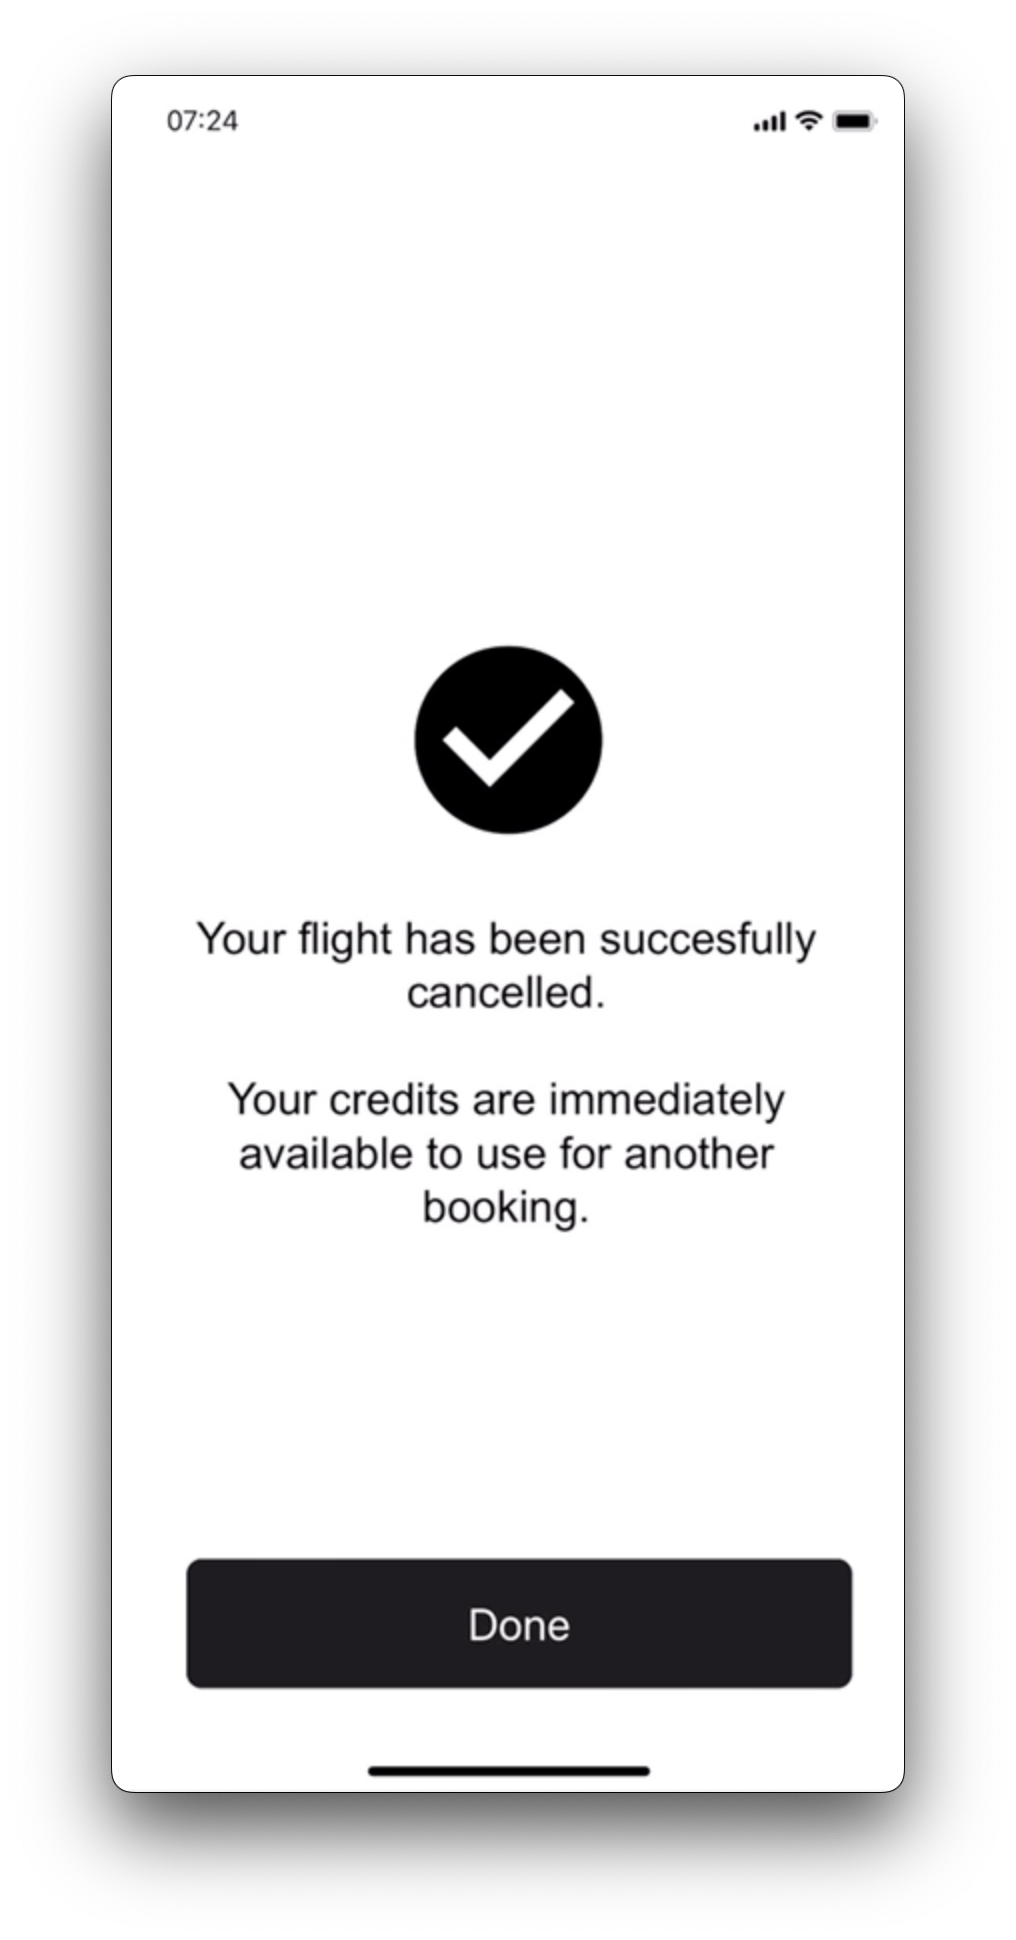 07:24
Your flight has been succesfully
cancelled.
Your credits are immediately
available to use for another
booking.
Done